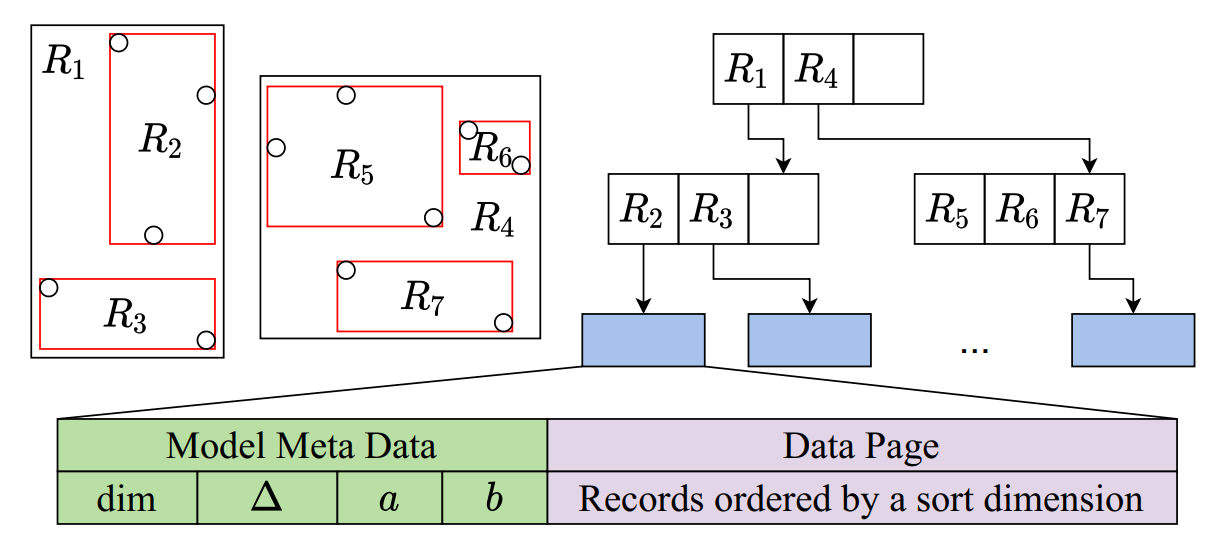 R1
R2
R3
R5
R6
R4
R7
R1 R4
R2 R3
R5 R6 R7
...
Model Meta Data
Data Page
dim Δ a b
Records ordered by a sort dimension